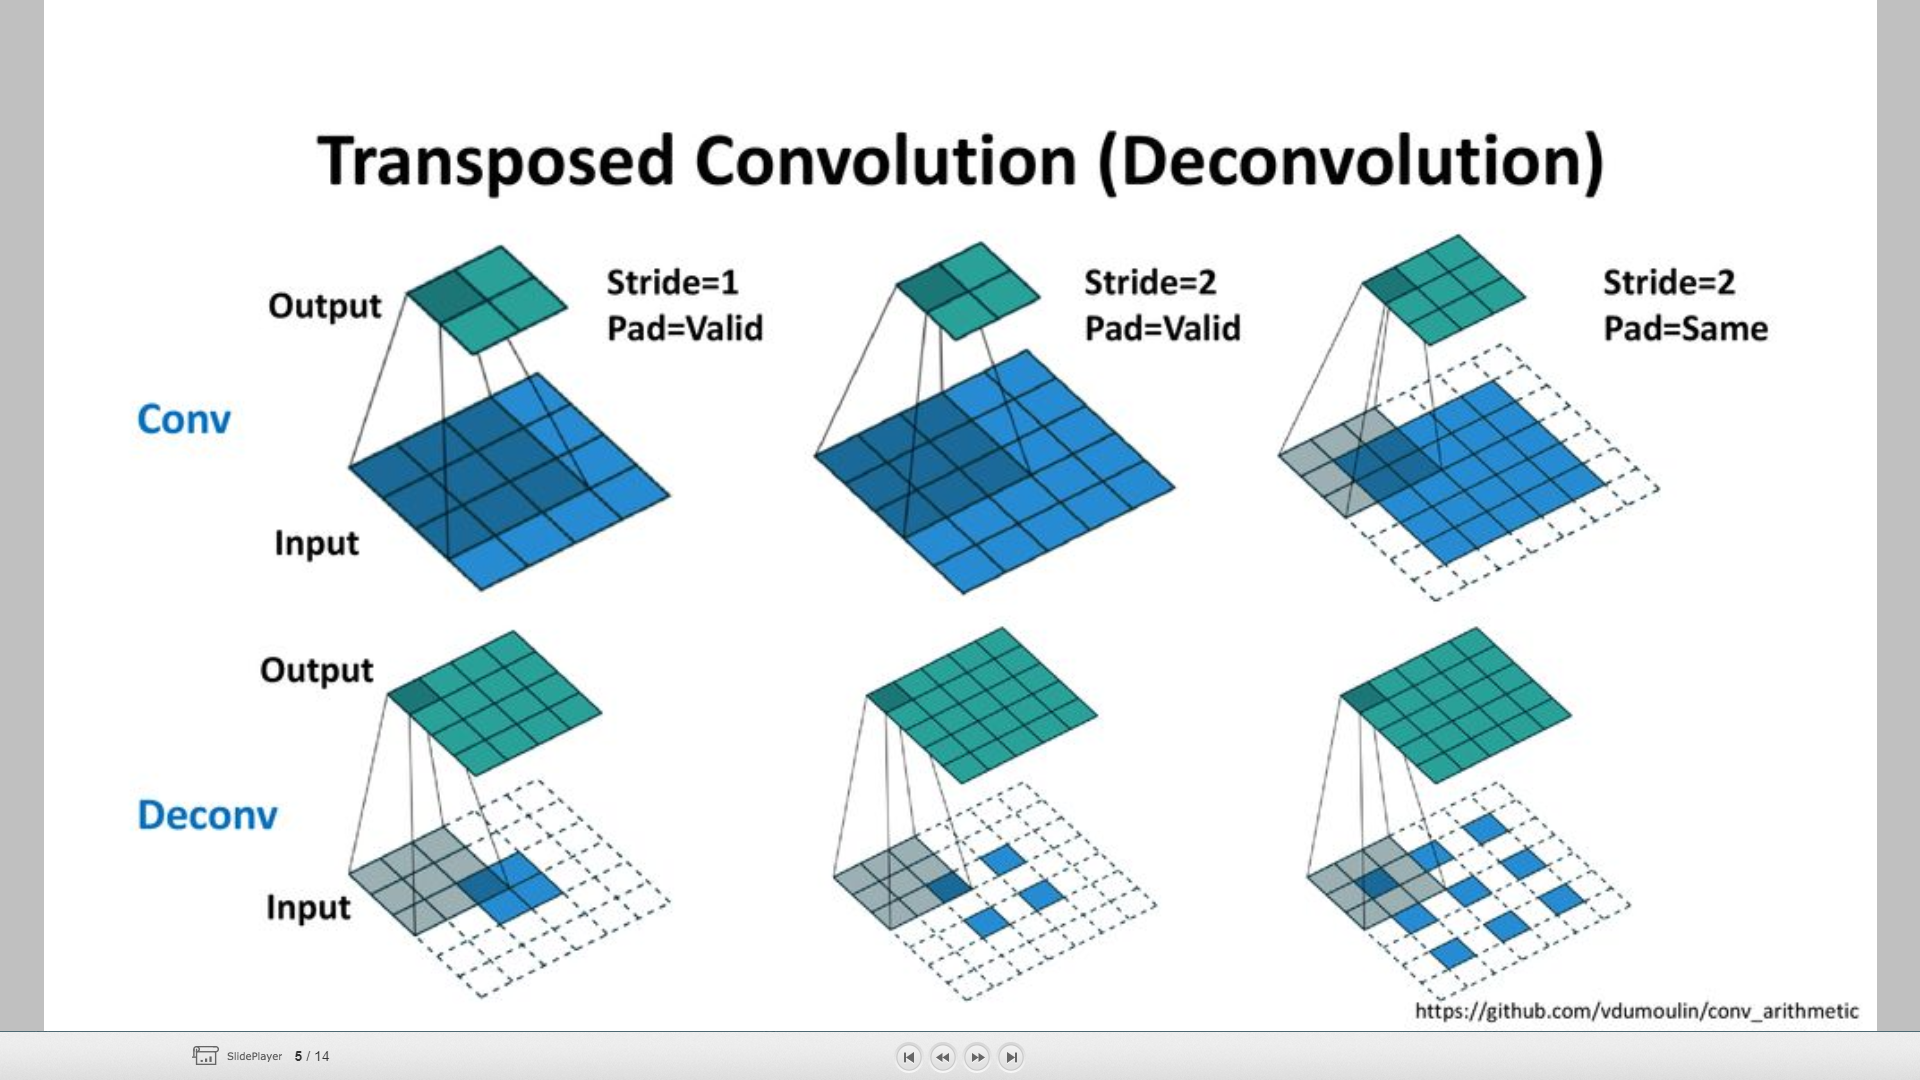 Transposed Convolution (Deconvolution)
Output
Stride=1
Pad=Valid
Stride=2
Pad=Valid
Stride=2
Pad=Same
Conv
Input
Output
Deconv
Input
https://github.com/vdumoulin/conv_arithmetic
SlidePlayer 5 / 14